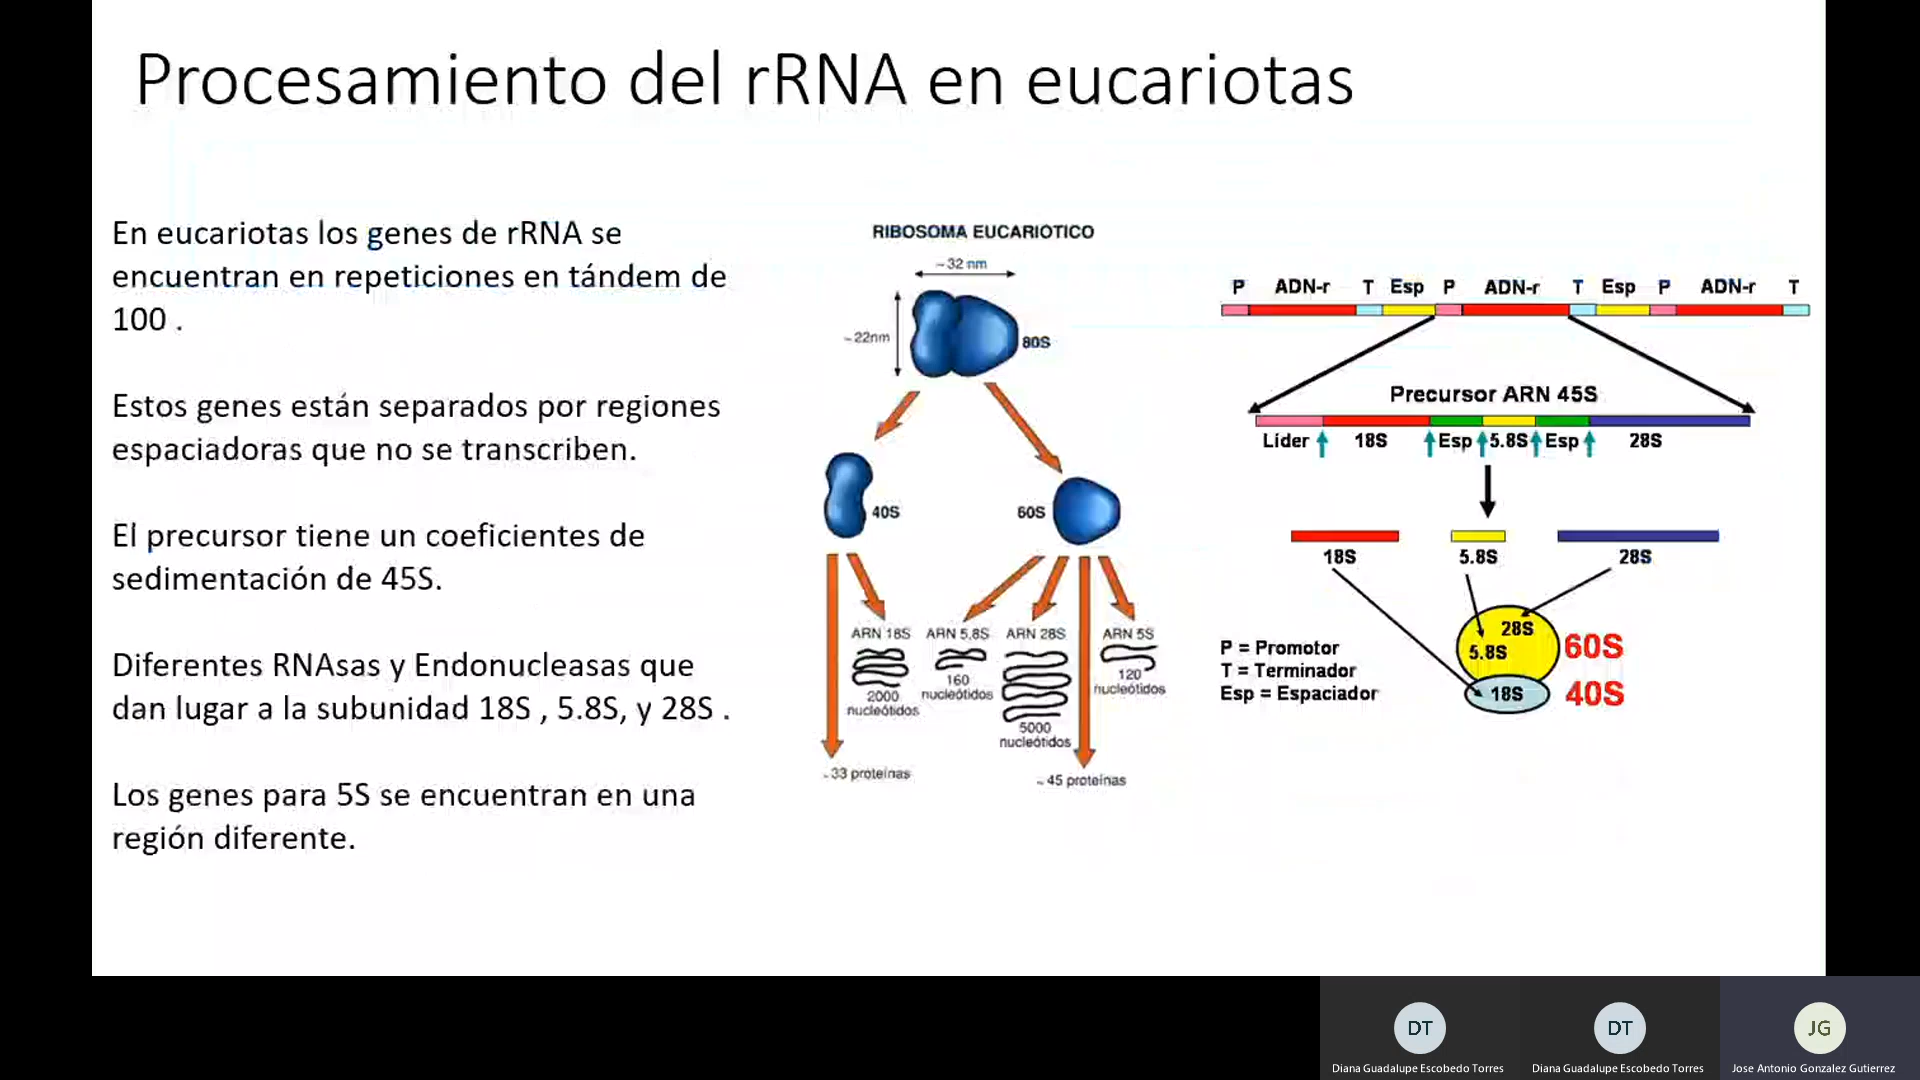 Procesamiento del rRNA en eucariotas
En eucariotas los genes de rRNA se
encuentran en repeticiones en tándem de
100 .
Estos genes están separados por regiones
espaciadoras que no se transcriben.
El precursor tiene un coeficientes de
sedimentación de 45S.
Diferentes RNAsas y Endonucleasas que
dan lugar a la subunidad 18S , 5.8S, y 28S .
Los genes para 5S se encuentran en una
región diferente.
RIBOSOMA EUCARIÓTICO
~32 nm
~22nm
80S
40S
60S
ARN 18S ARN 5,8S ARN 28S ARN 5S
2000
nucleótidos
160
nucleótidos
5000
nucleótidos
120
nucleótidos
~33 proteínas
~45 proteínas
P ADN-r T Esp P ADN-r T Esp P ADN-r T
Precursor ARN 45S
Líder 18S Esp 5.8S Esp 28S
18S 5.8S 28S
28S
5.8S
18S
60S
40S
P = Promotor
T = Terminador
Esp = Espaciador
DT DT JG
Diana Guadalupe Escobedo Torres Diana Guadalupe Escobedo Torres Jose Antonio Gonzalez Gutierrez